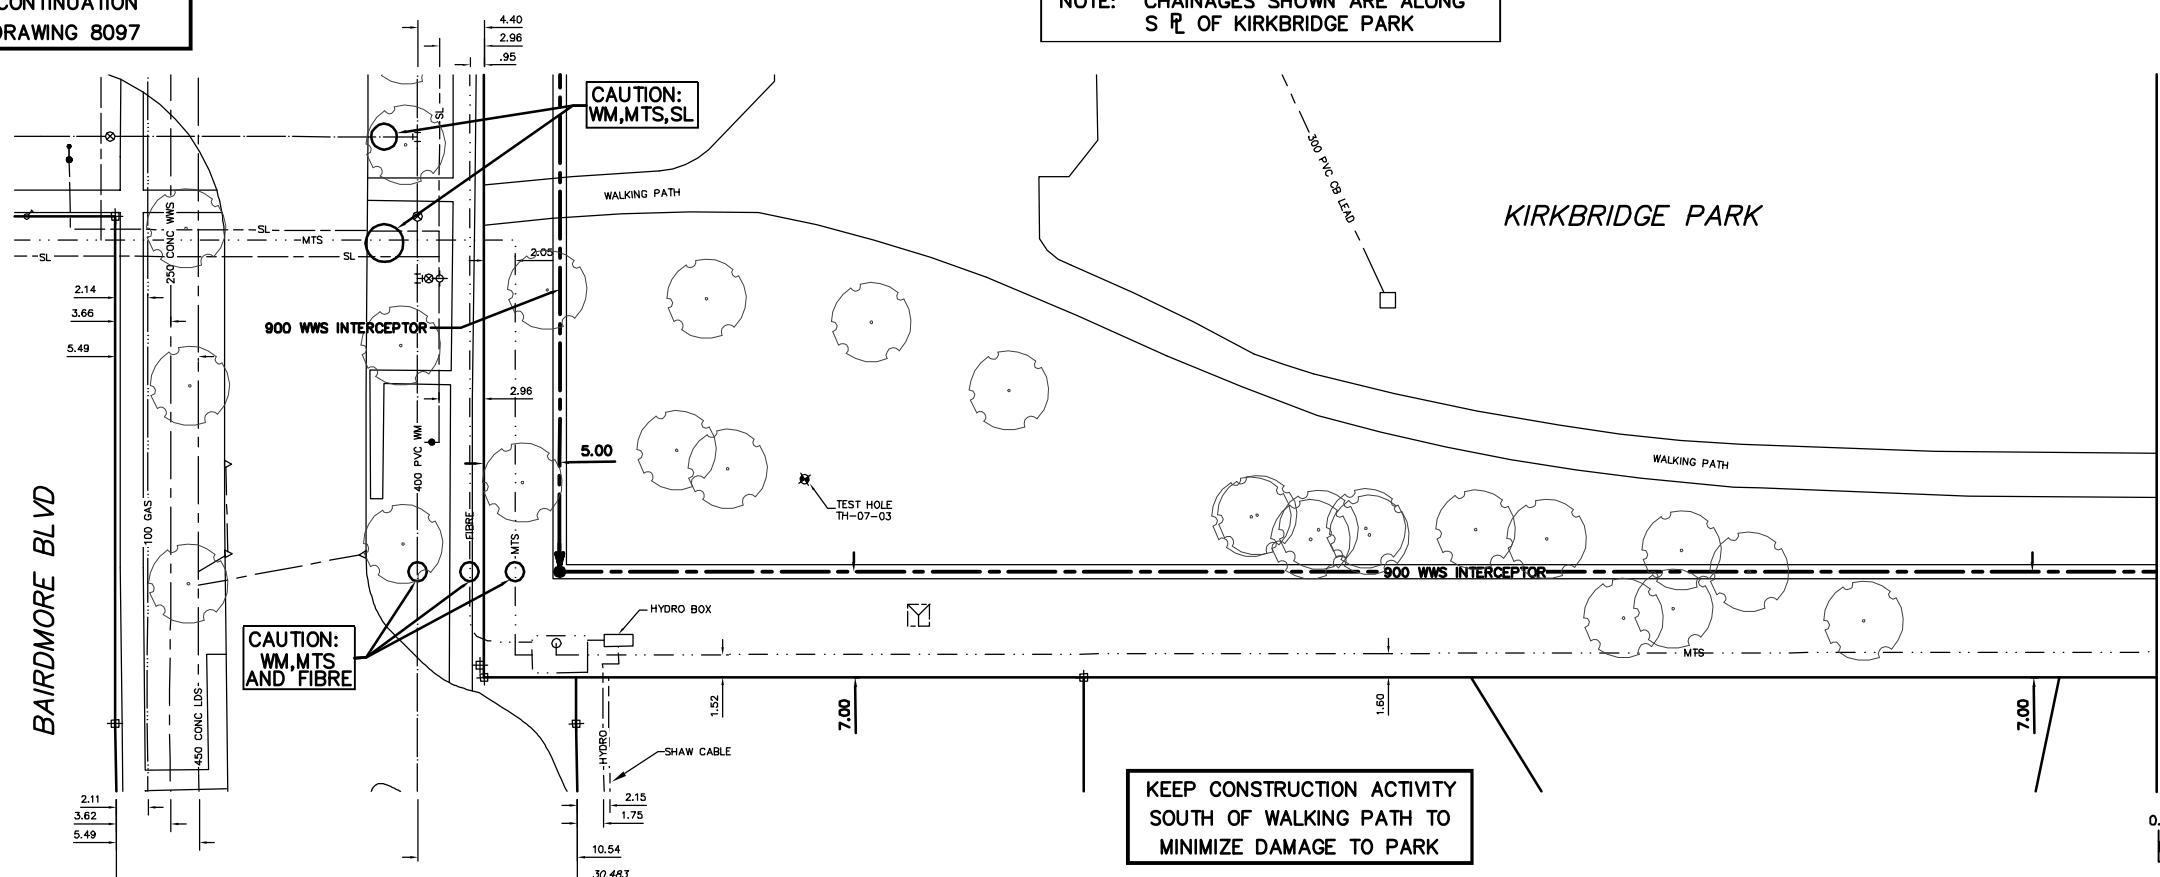 CONTINUATION
DRAWING 8097
NOTE: CHAINAGES SHOWN ARE ALONG
S ⅊ OF KIRKBRIDGE PARK
4.40
2.96
.95
CAUTION:
WM,MTS,SL
SL
WALKING PATH
300 PVC CB LEAD
KIRKBRIDGE PARK
250 CONC WWS
SL
MTS
SL
SL
2.05
2.14
3.66
5.49
900 WWS INTERCEPTOR
2.96
400 PVC WM
5.00
WALKING PATH
TEST HOLE
TH-07-03
BAIRDMORE BLVD
100 GAS
FIBRE
MTS
900 WWS INTERCEPTOR
HYDRO BOX
CAUTION:
WM,MTS
AND FIBRE
MTS
450 CONC LDS
1.52
7.00
1.60
7.00
HYDRO
SHAW CABLE
KEEP CONSTRUCTION ACTIVITY
SOUTH OF WALKING PATH TO
MINIMIZE DAMAGE TO PARK
2.11
3.62
5.49
2.15
1.75
10.54
30.483
0.